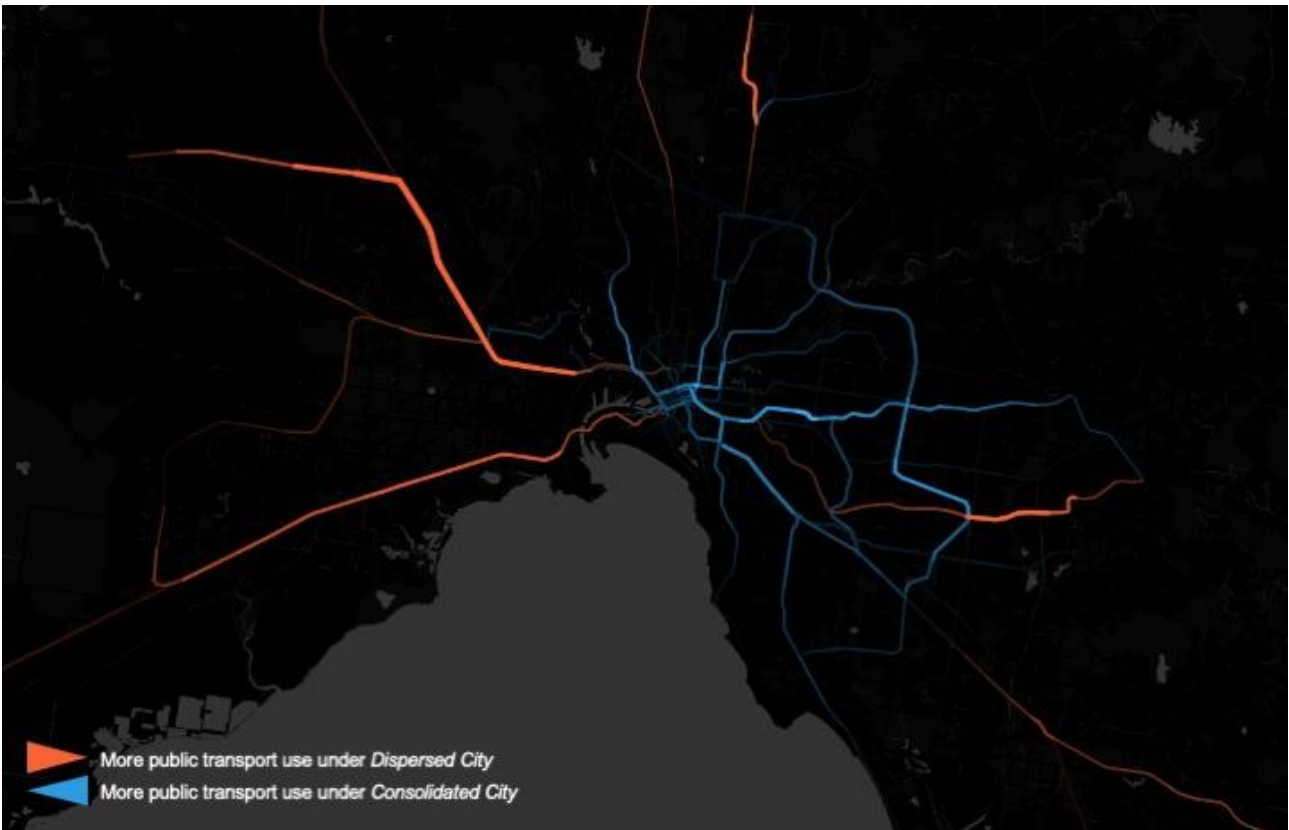 More public transport use under Dispersed City
More public transport use under Consolidated City